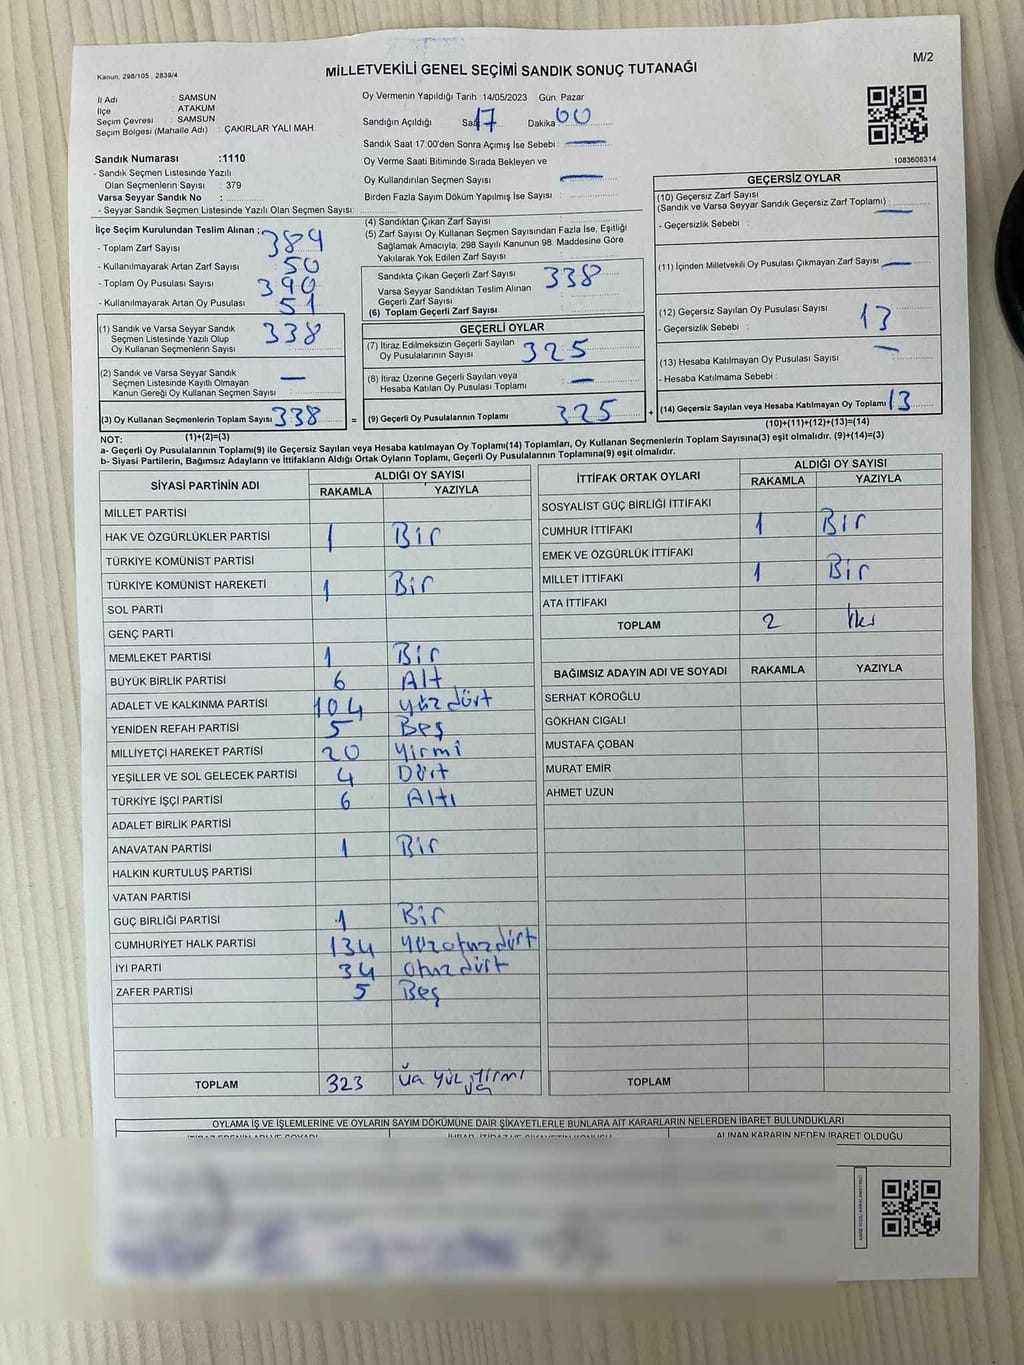 Kanun. 298/105 , 2839/4
M/2
MİLLETVEKİLİ GENEL SEÇİMİ SANDIK SONUÇ TUTANAĞI
İl Adı : SAMSUN
İlçe : ATAKUM
Seçim Çevresi : SAMSUN
Seçim Bölgesi (Mahalle Adı) : ÇAKIRLAR YALI MAH.
Oy Vermenin Yapıldığı Tarih :14/05/2023 Gün: Pazar
Sandığın Açıldığı Saat 17 Dakika 00
Sandık Saat 17.00'den Sonra Açılmış İse Sebebi : —
Oy Verme Saati Bitiminde Sırada Bekleyen ve
Oy Kullandırılan Seçmen Sayısı : —
Birden Fazla Sayım Döküm Yapılmış İse Sayısı :
1083608314
Sandık Numarası :1110
- Sandık Seçmen Listesinde Yazılı
Olan Seçmenlerin Sayısı : 379
Varsa Seyyar Sandık No :
- Seyyar Sandık Seçmen Listesinde Yazılı Olan Seçmen Sayısı:
İlçe Seçim Kurulundan Teslim Alınan :
- Toplam Zarf Sayısı 384
- Kullanılmayarak Artan Zarf Sayısı 50
- Toplam Oy Pusulası Sayısı 390
- Kullanılmayarak Artan Oy Pusulası 51
(1) Sandık ve Varsa Seyyar Sandık
Seçmen Listesinde Yazılı Olup
Oy Kullanan Seçmenlerin Sayısı 338
(2) Sandık ve Varsa Seyyar Sandık
Seçmen Listesinde Kayıtlı Olmayan
Kanun Gereği Oy Kullanan Seçmen Sayısı —
(3) Oy Kullanan Seçmenlerin Toplam Sayısı 338
(1)+(2)=(3)
(4) Sandıktan Çıkan Zarf Sayısı :
(5) Zarf Sayısı Oy Kullanan Seçmen Sayısından Fazla İse, Eşitliği
Sağlamak Amacıyla, 298 Sayılı Kanunun 98. Maddesine Göre
Yakılarak Yok Edilen Zarf Sayısı :
Sandıkta Çıkan Geçerli Zarf Sayısı : 338
Varsa Seyyar Sandıktan Teslim Alınan
Geçerli Zarf Sayısı :
(6) Toplam Geçerli Zarf Sayısı :
GEÇERLİ OYLAR
(7) İtiraz Edilmeksizin Geçerli Sayılan
Oy Pusulalarının Sayısı : 325
(8) İtiraz Üzerine Geçerli Sayılan veya
Hesaba Katılan Oy Pusulası Toplamı : —
= (9) Geçerli Oy Pusulalarının Toplamı 325
GEÇERSİZ OYLAR
(10) Geçersiz Zarf Sayısı
(Sandık ve Varsa Seyyar Sandık Geçersiz Zarf Toplamı) : —
- Geçersizlik Sebebi :
(11) İçinden Milletvekili Oy Pusulası Çıkmayan Zarf Sayısı : —
(12) Geçersiz Sayılan Oy Pusulası Sayısı : 13
- Geçersizlik Sebebi : —
(13) Hesaba Katılmayan Oy Pusulası Sayısı :
- Hesaba Katılmama Sebebi :
+ (14) Geçersiz Sayılan veya Hesaba Katılmayan Oy Toplamı 13
(10)+(11)+(12)+(13)=(14)
NOT:
a- Geçerli Oy Pusulalarının Toplamı(9) ile Geçersiz Sayılan veya Hesaba katılmayan Oy Toplamı(14) Toplamları, Oy Kullanan Seçmenlerin Toplam Sayısına(3) eşit olmalıdır. (9)+(14)=(3)
b- Siyasi Partilerin, Bağımsız Adayların ve İttifakların Aldığı Ortak Oyların Toplamı, Geçerli Oy Pusulalarının Toplamına(9) eşit olmalıdır.
SİYASİ PARTİNİN ADI ALDIĞI OY SAYISI
RAKAMLA YAZIYLA
MİLLET PARTİSİ
HAK VE ÖZGÜRLÜKLER PARTİSİ 1 Bir
TÜRKİYE KOMÜNİST PARTİSİ
TÜRKİYE KOMÜNİST HAREKETİ 1 Bir
SOL PARTİ
GENÇ PARTİ
MEMLEKET PARTİSİ 1 Bir
BÜYÜK BİRLİK PARTİSİ 6 Alt
ADALET VE KALKINMA PARTİSİ 104 yüz dört
YENİDEN REFAH PARTİSİ 5 Beş
MİLLİYETÇİ HAREKET PARTİSİ 20 Yirmi
YEŞİLLER VE SOL GELECEK PARTİSİ 4 Dört
TÜRKİYE İŞÇİ PARTİSİ 6 Altı
ADALET BİRLİK PARTİSİ
ANAVATAN PARTİSİ 1 Bir
HALKIN KURTULUŞ PARTİSİ
VATAN PARTİSİ
GÜÇ BİRLİĞİ PARTİSİ 1 Bir
CUMHURİYET HALK PARTİSİ 134 yüzotuzdört
İYİ PARTİ 34 otuzdört
ZAFER PARTİSİ 5 Beş
TOPLAM 323 üç yüz yirmi üç
İTTİFAK ORTAK OYLARI ALDIĞI OY SAYISI
RAKAMLA YAZIYLA
SOSYALİST GÜÇ BİRLİĞİ İTTİFAKI
CUMHUR İTTİFAKI 1 Bir
EMEK VE ÖZGÜRLÜK İTTİFAKI
MİLLET İTTİFAKI 1 Bir
ATA İTTİFAKI
TOPLAM 2 İki
BAĞIMSIZ ADAYIN ADI VE SOYADI RAKAMLA YAZIYLA
SERHAT KÖROĞLU
GÖKHAN CIGALI
MUSTAFA ÇOBAN
MURAT EMİR
AHMET UZUN
TOPLAM
OYLAMA İŞ VE İŞLEMLERİNE VE OYLARIN SAYIM DÖKÜMÜNE DAİR ŞİKAYETLERLE BUNLARA AİT KARARLARIN NELERDEN İBARET BULUNDUKLARI
ALINAN KARARIN NEDEN İBARET OLDUĞU